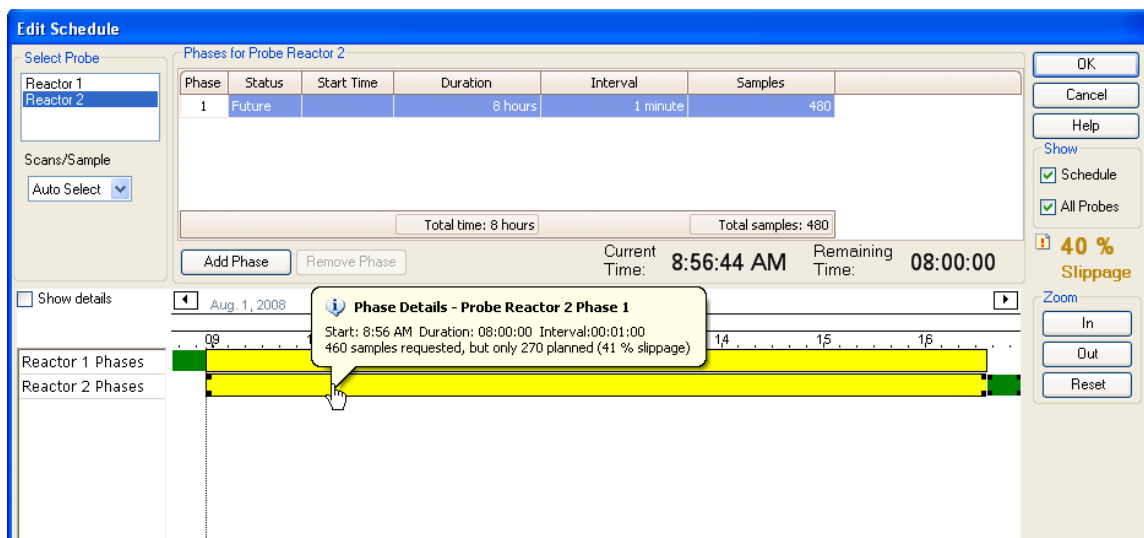 Edit Schedule
Select Probe
Reactor 1
Reactor 2
Scans/Sample
Auto Select
Phases for Probe Reactor 2
Phase Status Start Time Duration Interval Samples
1 Future 8 hours 1 minute 480
Total time: 8 hours Total samples: 480
Add Phase Remove Phase
Current Time: 8:56:44 AM Remaining Time: 08:00:00
OK
Cancel
Help
Show
Schedule
All Probes
40 %
Slippage
Show details
Aug. 1, 2008
Phase Details - Probe Reactor 2 Phase 1
Start: 8:56 AM Duration: 08:00:00 Interval:00:01:00
460 samples requested, but only 270 planned (41 % slippage)
09 14 15 16
Reactor 1 Phases
Reactor 2 Phases
Zoom
In
Out
Reset